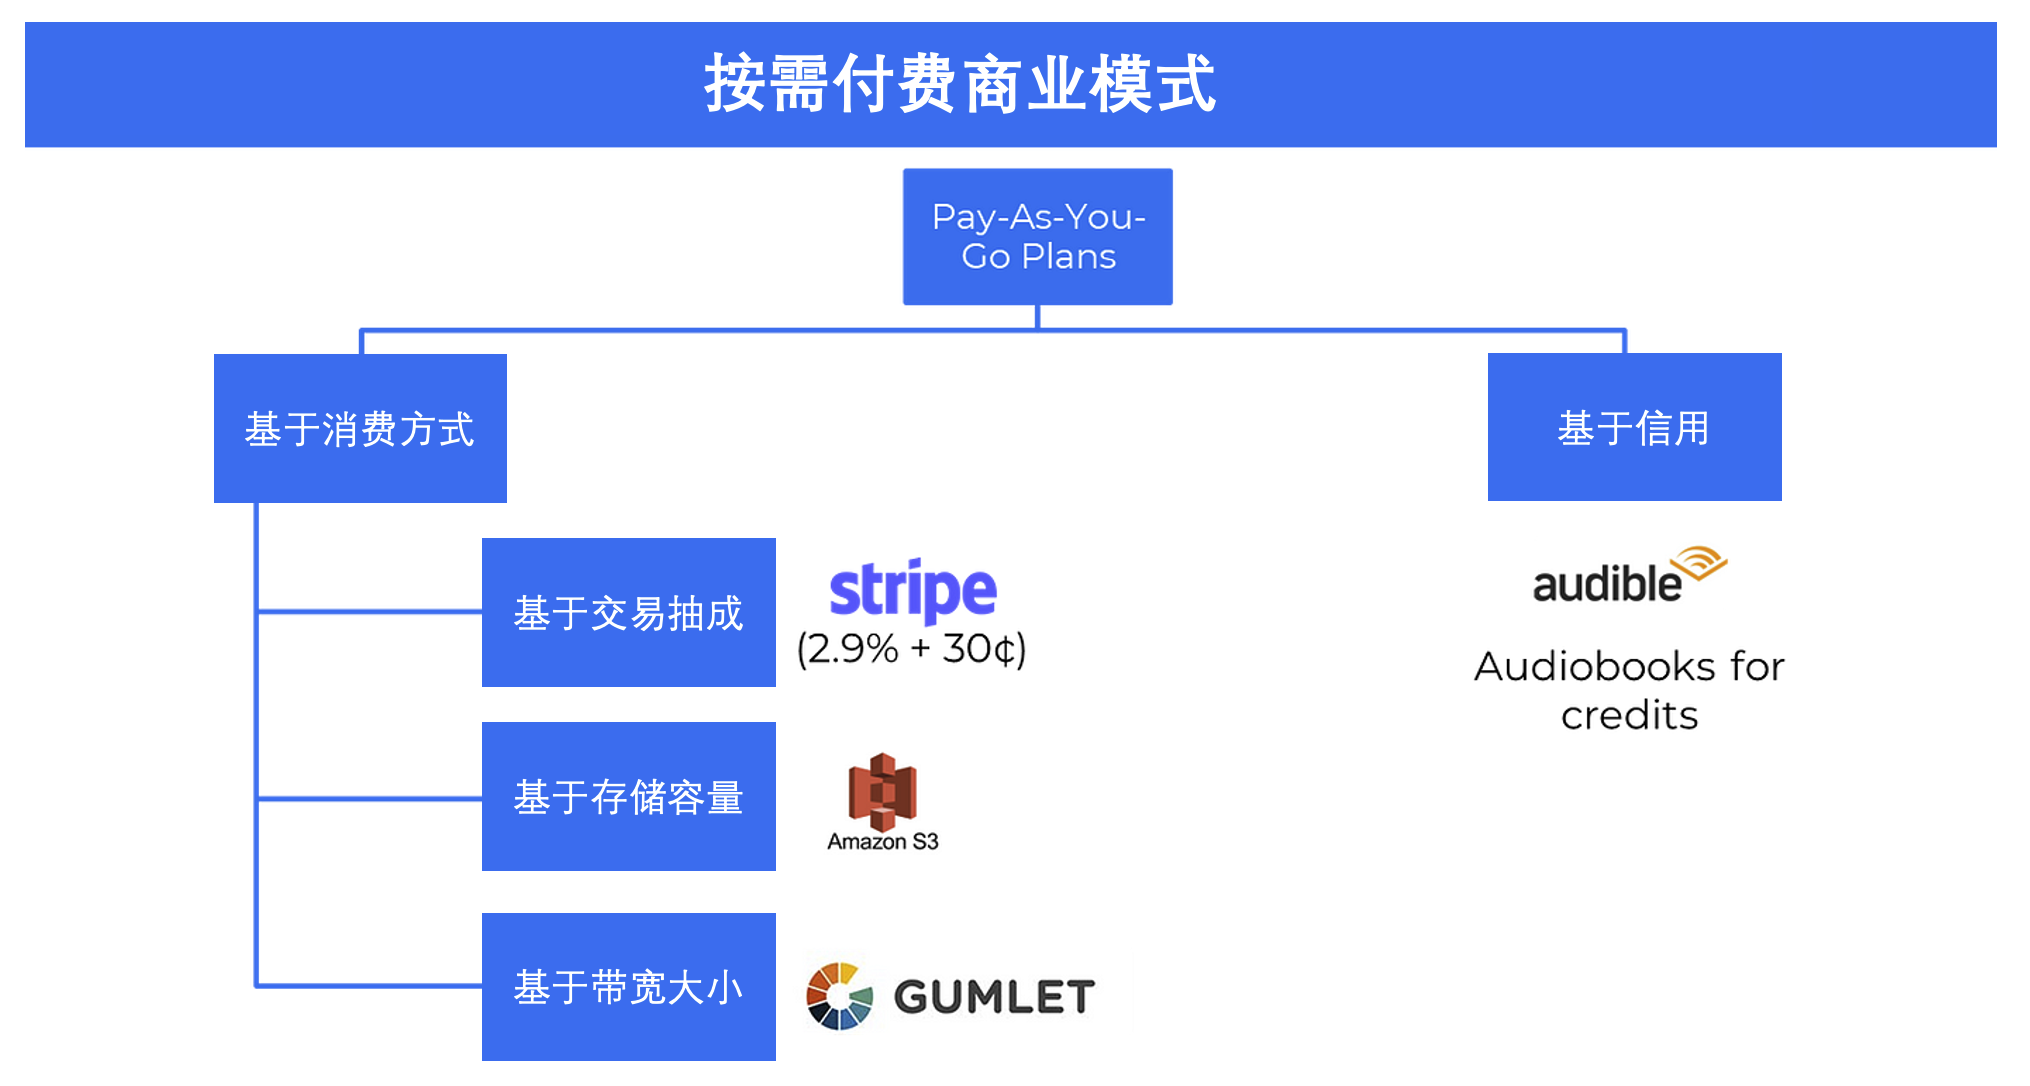 按需付费商业模式
Pay-As-You-
Go Plans
基于消费方式
基于信用
基于交易抽成
stripe
(2.9% + 30¢)
audible
Audiobooks for
credits
基于存储容量
Amazon S3
基于带宽大小
GUMLET